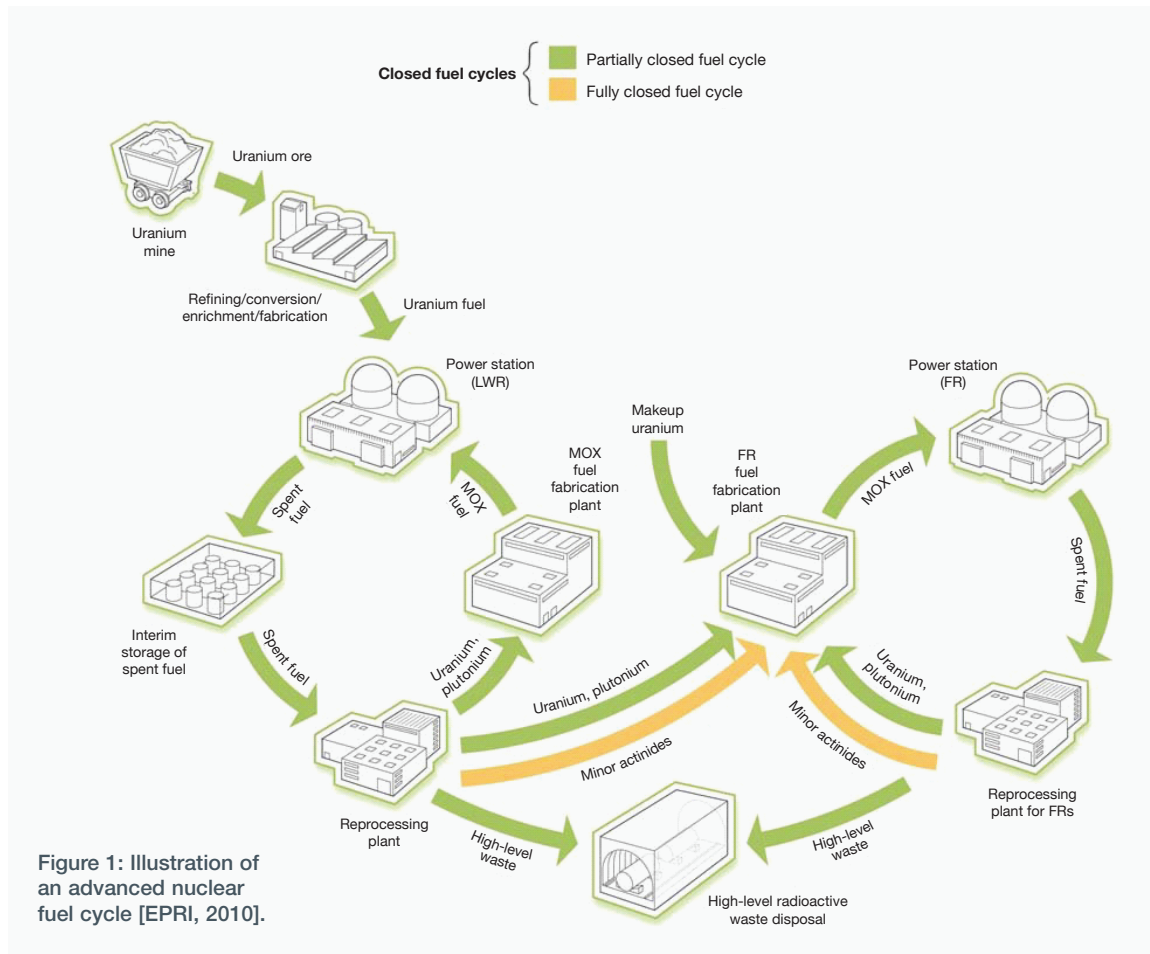 Closed fuel cycles
Partially closed fuel cycle
Fully closed fuel cycle
Uranium ore
Uranium
mine
Refining/conversion/
enrichment/fabrication
Uranium fuel
Power station
(LWR)
Power station
(FR)
Makeup
uranium
MOX
fuel
fabrication
plant
FR
fuel
fabrication
plant
MOX
fuel
MOX fuel
Spent
fuel
Spent fuel
Interim
storage of
spent fuel
Spent fuel
Uranium,
plutonium
Uranium, plutonium
Uranium,
plutonium
Minor actinides
Minor actinides
Reprocessing
plant
Reprocessing
plant for FRs
High-level
waste
High-level
waste
High-level radioactive
waste disposal
Figure 1: Illustration of
an advanced nuclear
fuel cycle [EPRI, 2010].